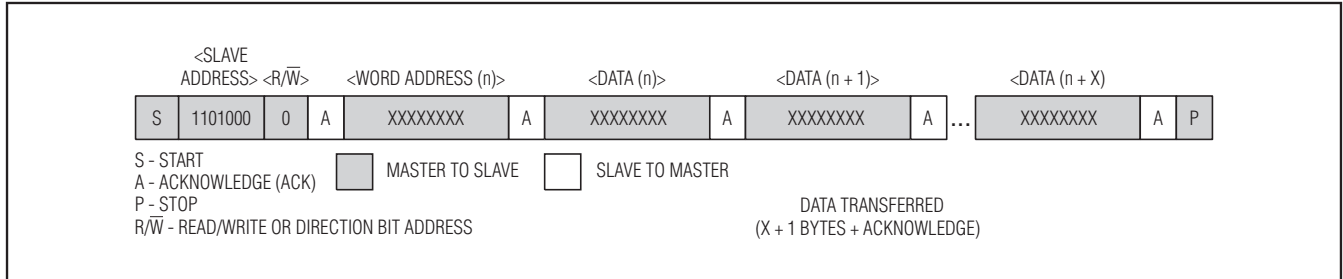 <SLAVE
ADDRESS> <R/W̅> <WORD ADDRESS (n)> <DATA (n)> <DATA (n + 1)> <DATA (n + X)
S 1101000 0 A XXXXXXXX A XXXXXXXX A XXXXXXXX A ... XXXXXXXX A P
S - START
A - ACKNOWLEDGE (ACK)
P - STOP
R/W̅ - READ/WRITE OR DIRECTION BIT ADDRESS
MASTER TO SLAVE
SLAVE TO MASTER
DATA TRANSFERRED
(X + 1 BYTES + ACKNOWLEDGE)